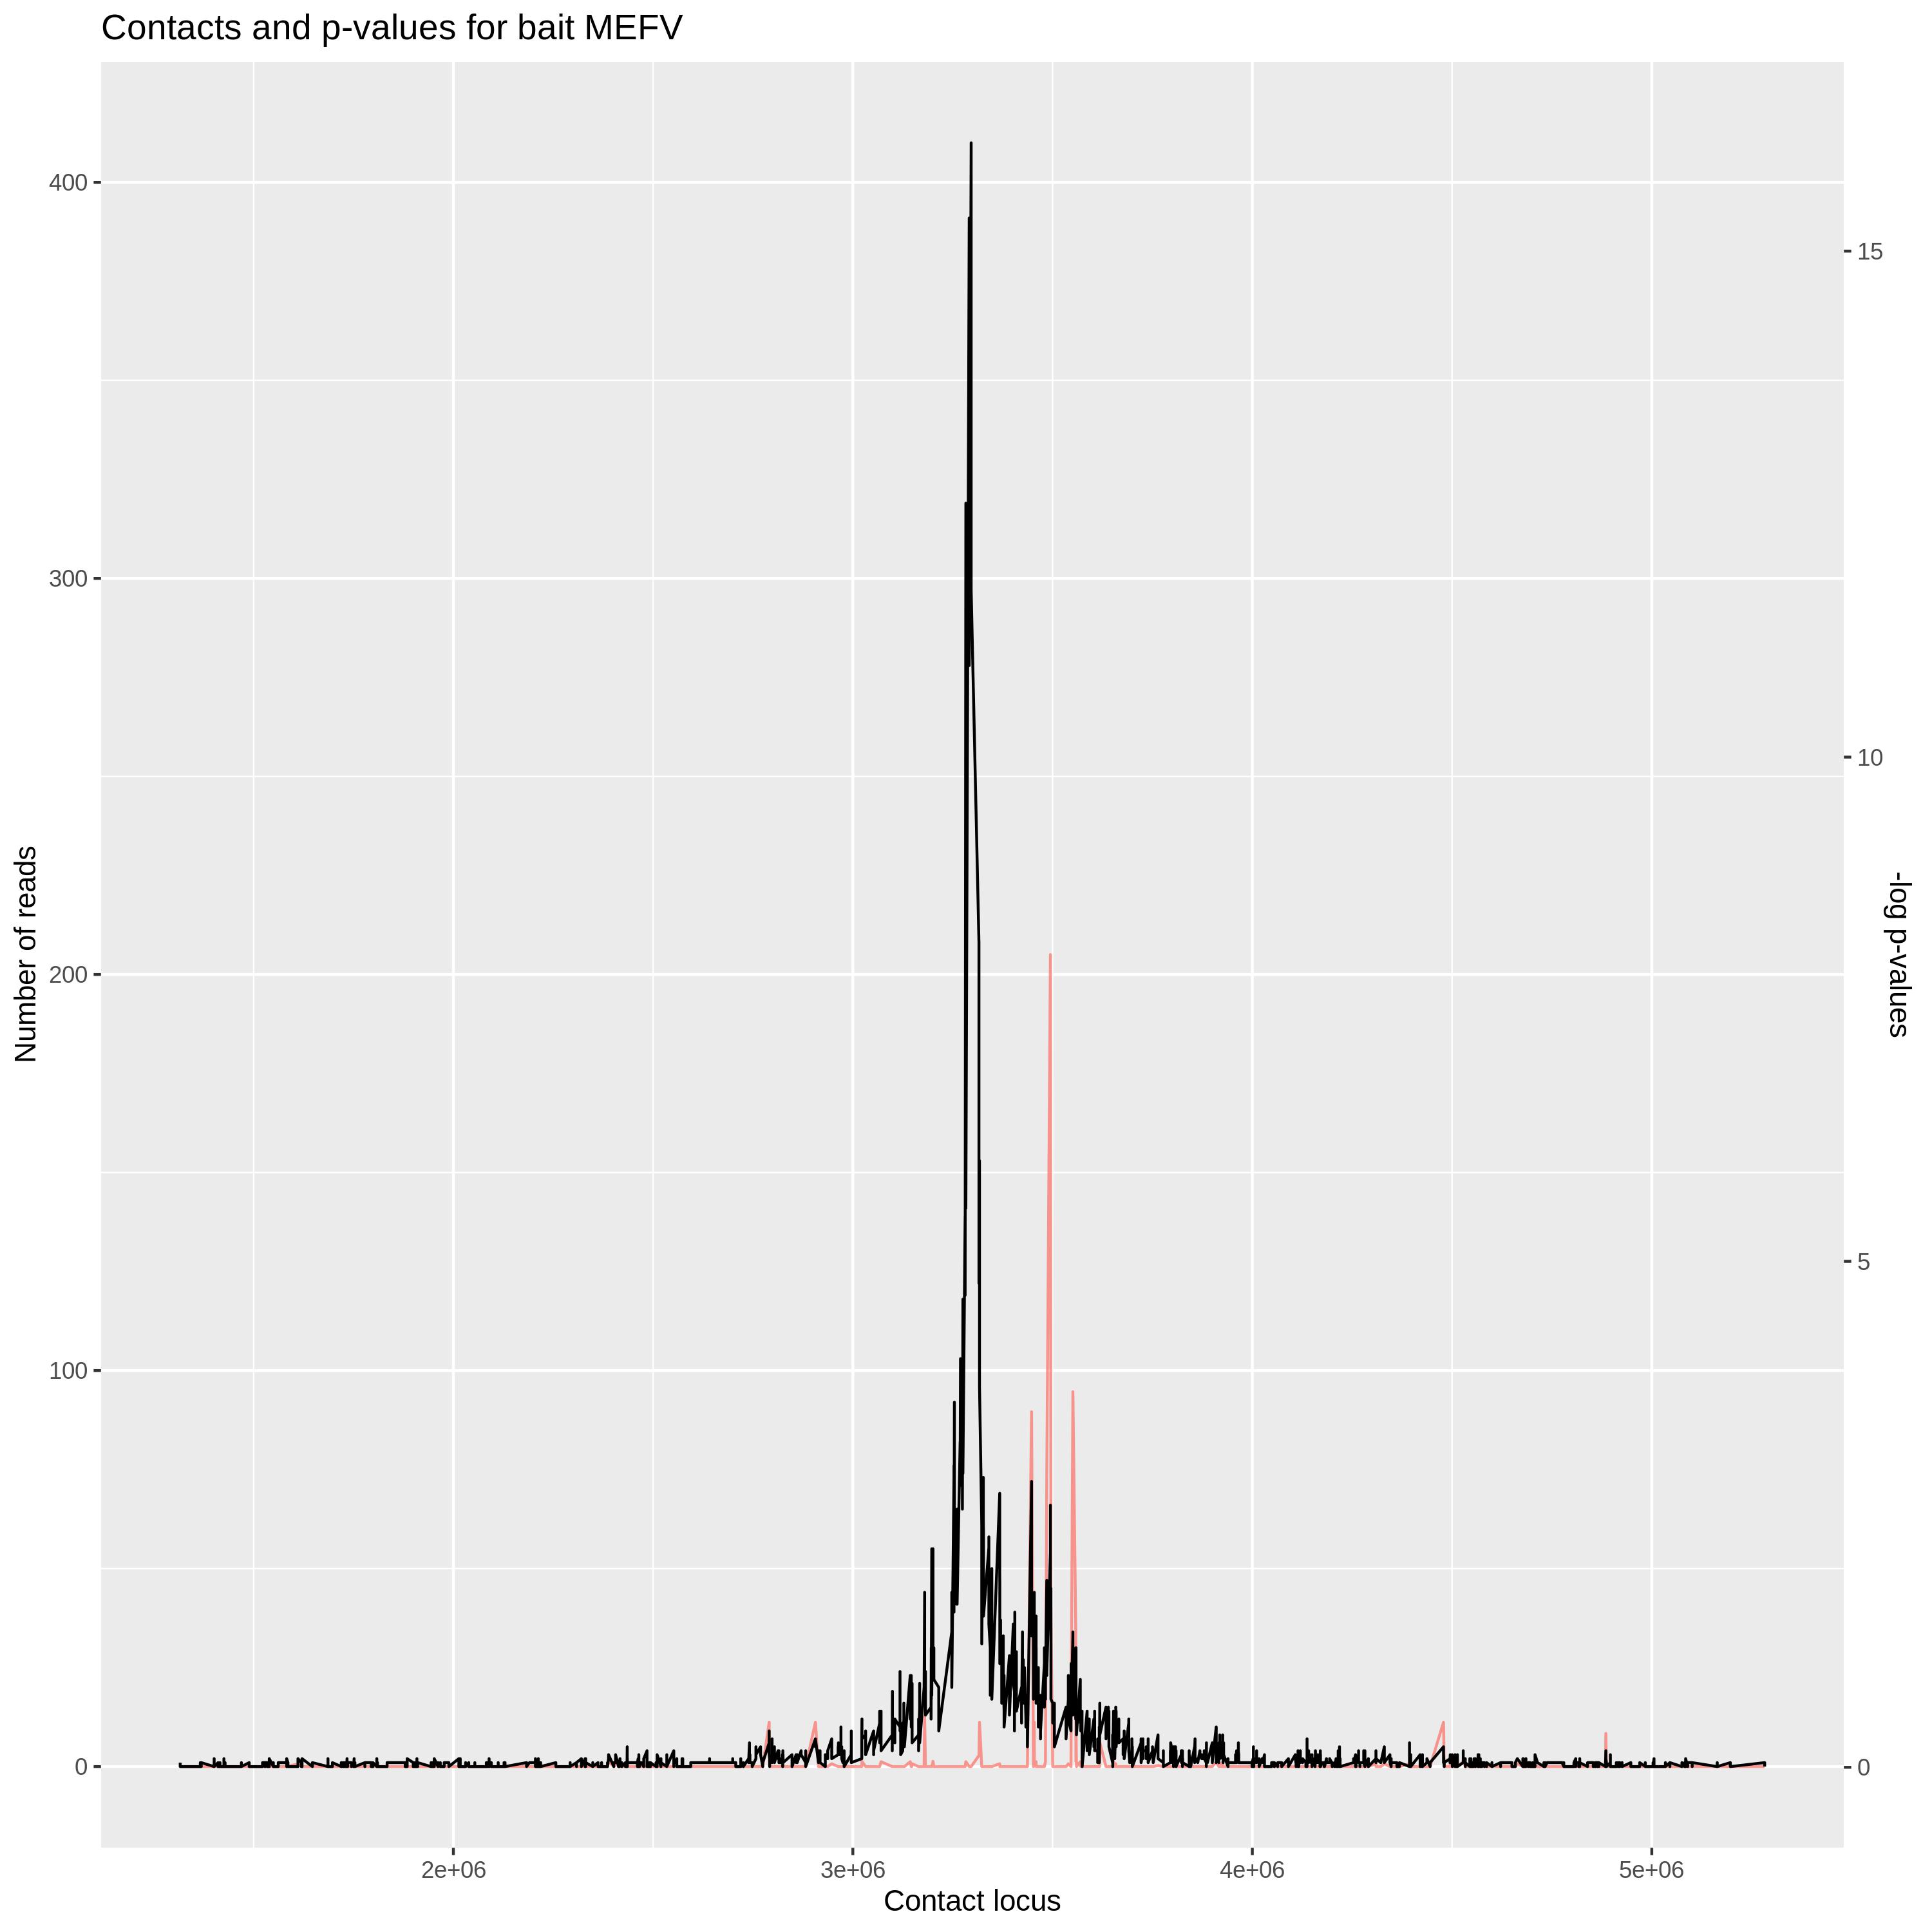 Contacts and p-values for bait MEFV
400
300
200
100
0
Number of reads
15
10
5
0
-log p-values
2e+06
3e+06
4e+06
5e+06
Contact locus